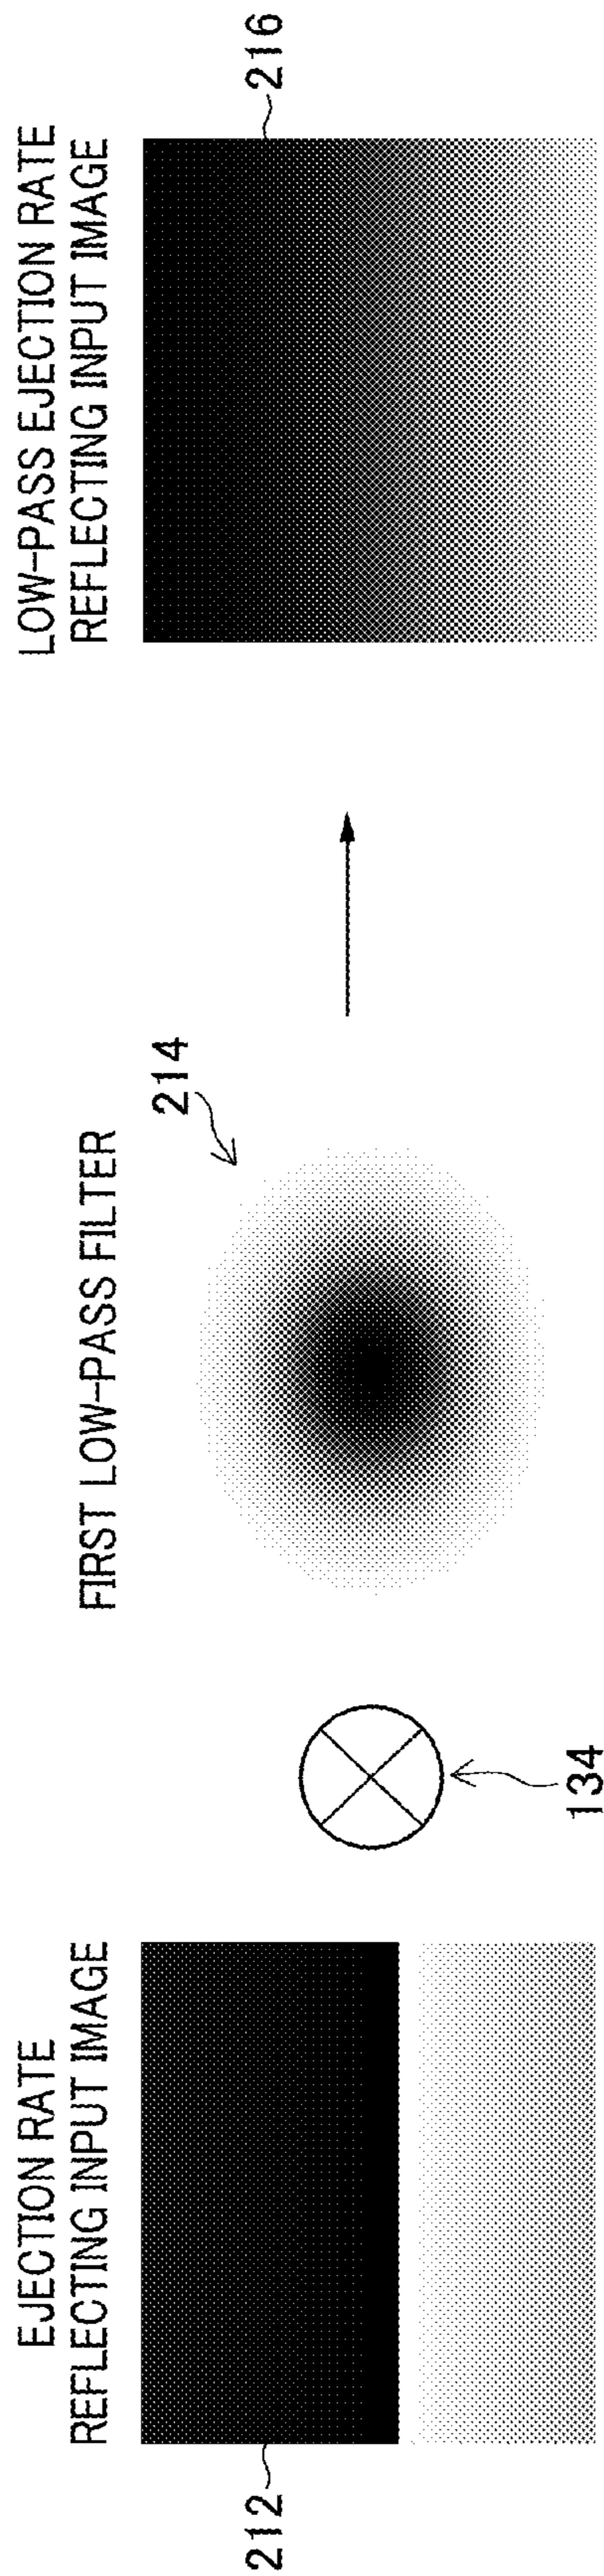 EJECTION RATE
REFLECTING INPUT IMAGE
212
134
FIRST LOW-PASS FILTER
214
LOW-PASS EJECTION RATE
REFLECTING INPUT IMAGE
216